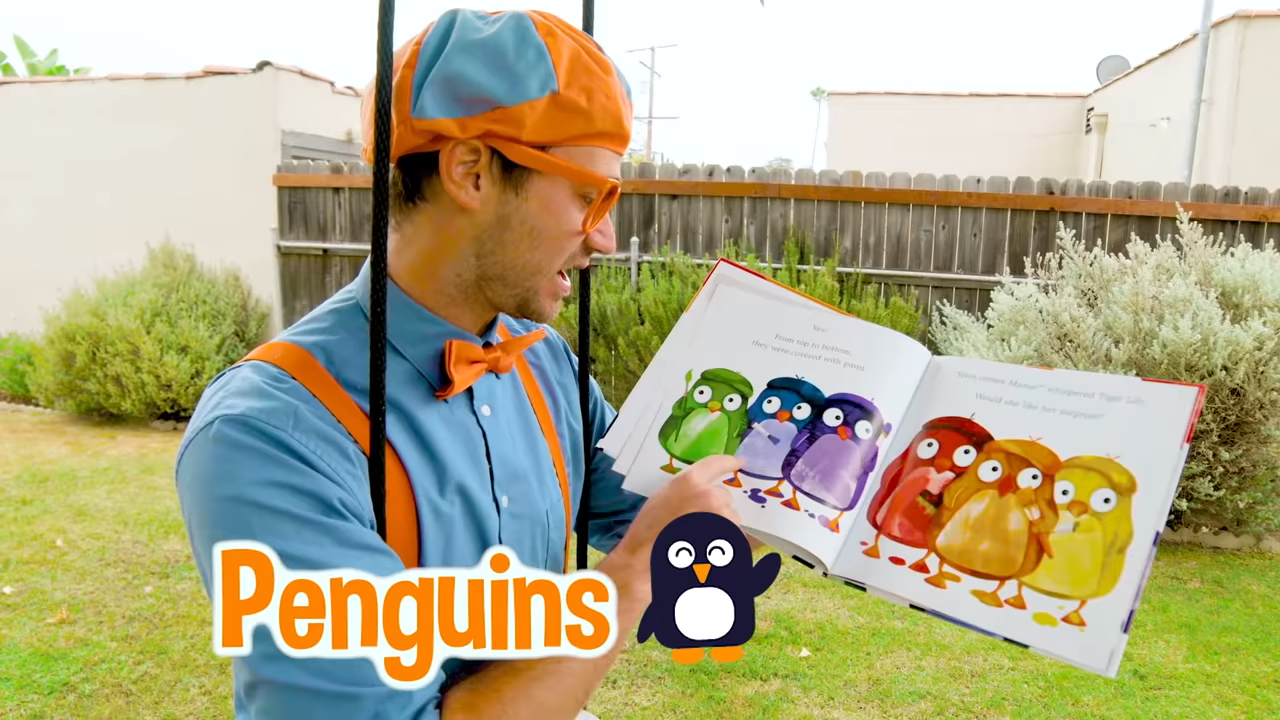 Yes!
From top to bottom,
they were covered with paint
"Here comes Mama!" whispered Tiger Lily.
Would she like her surprise?
Penguins